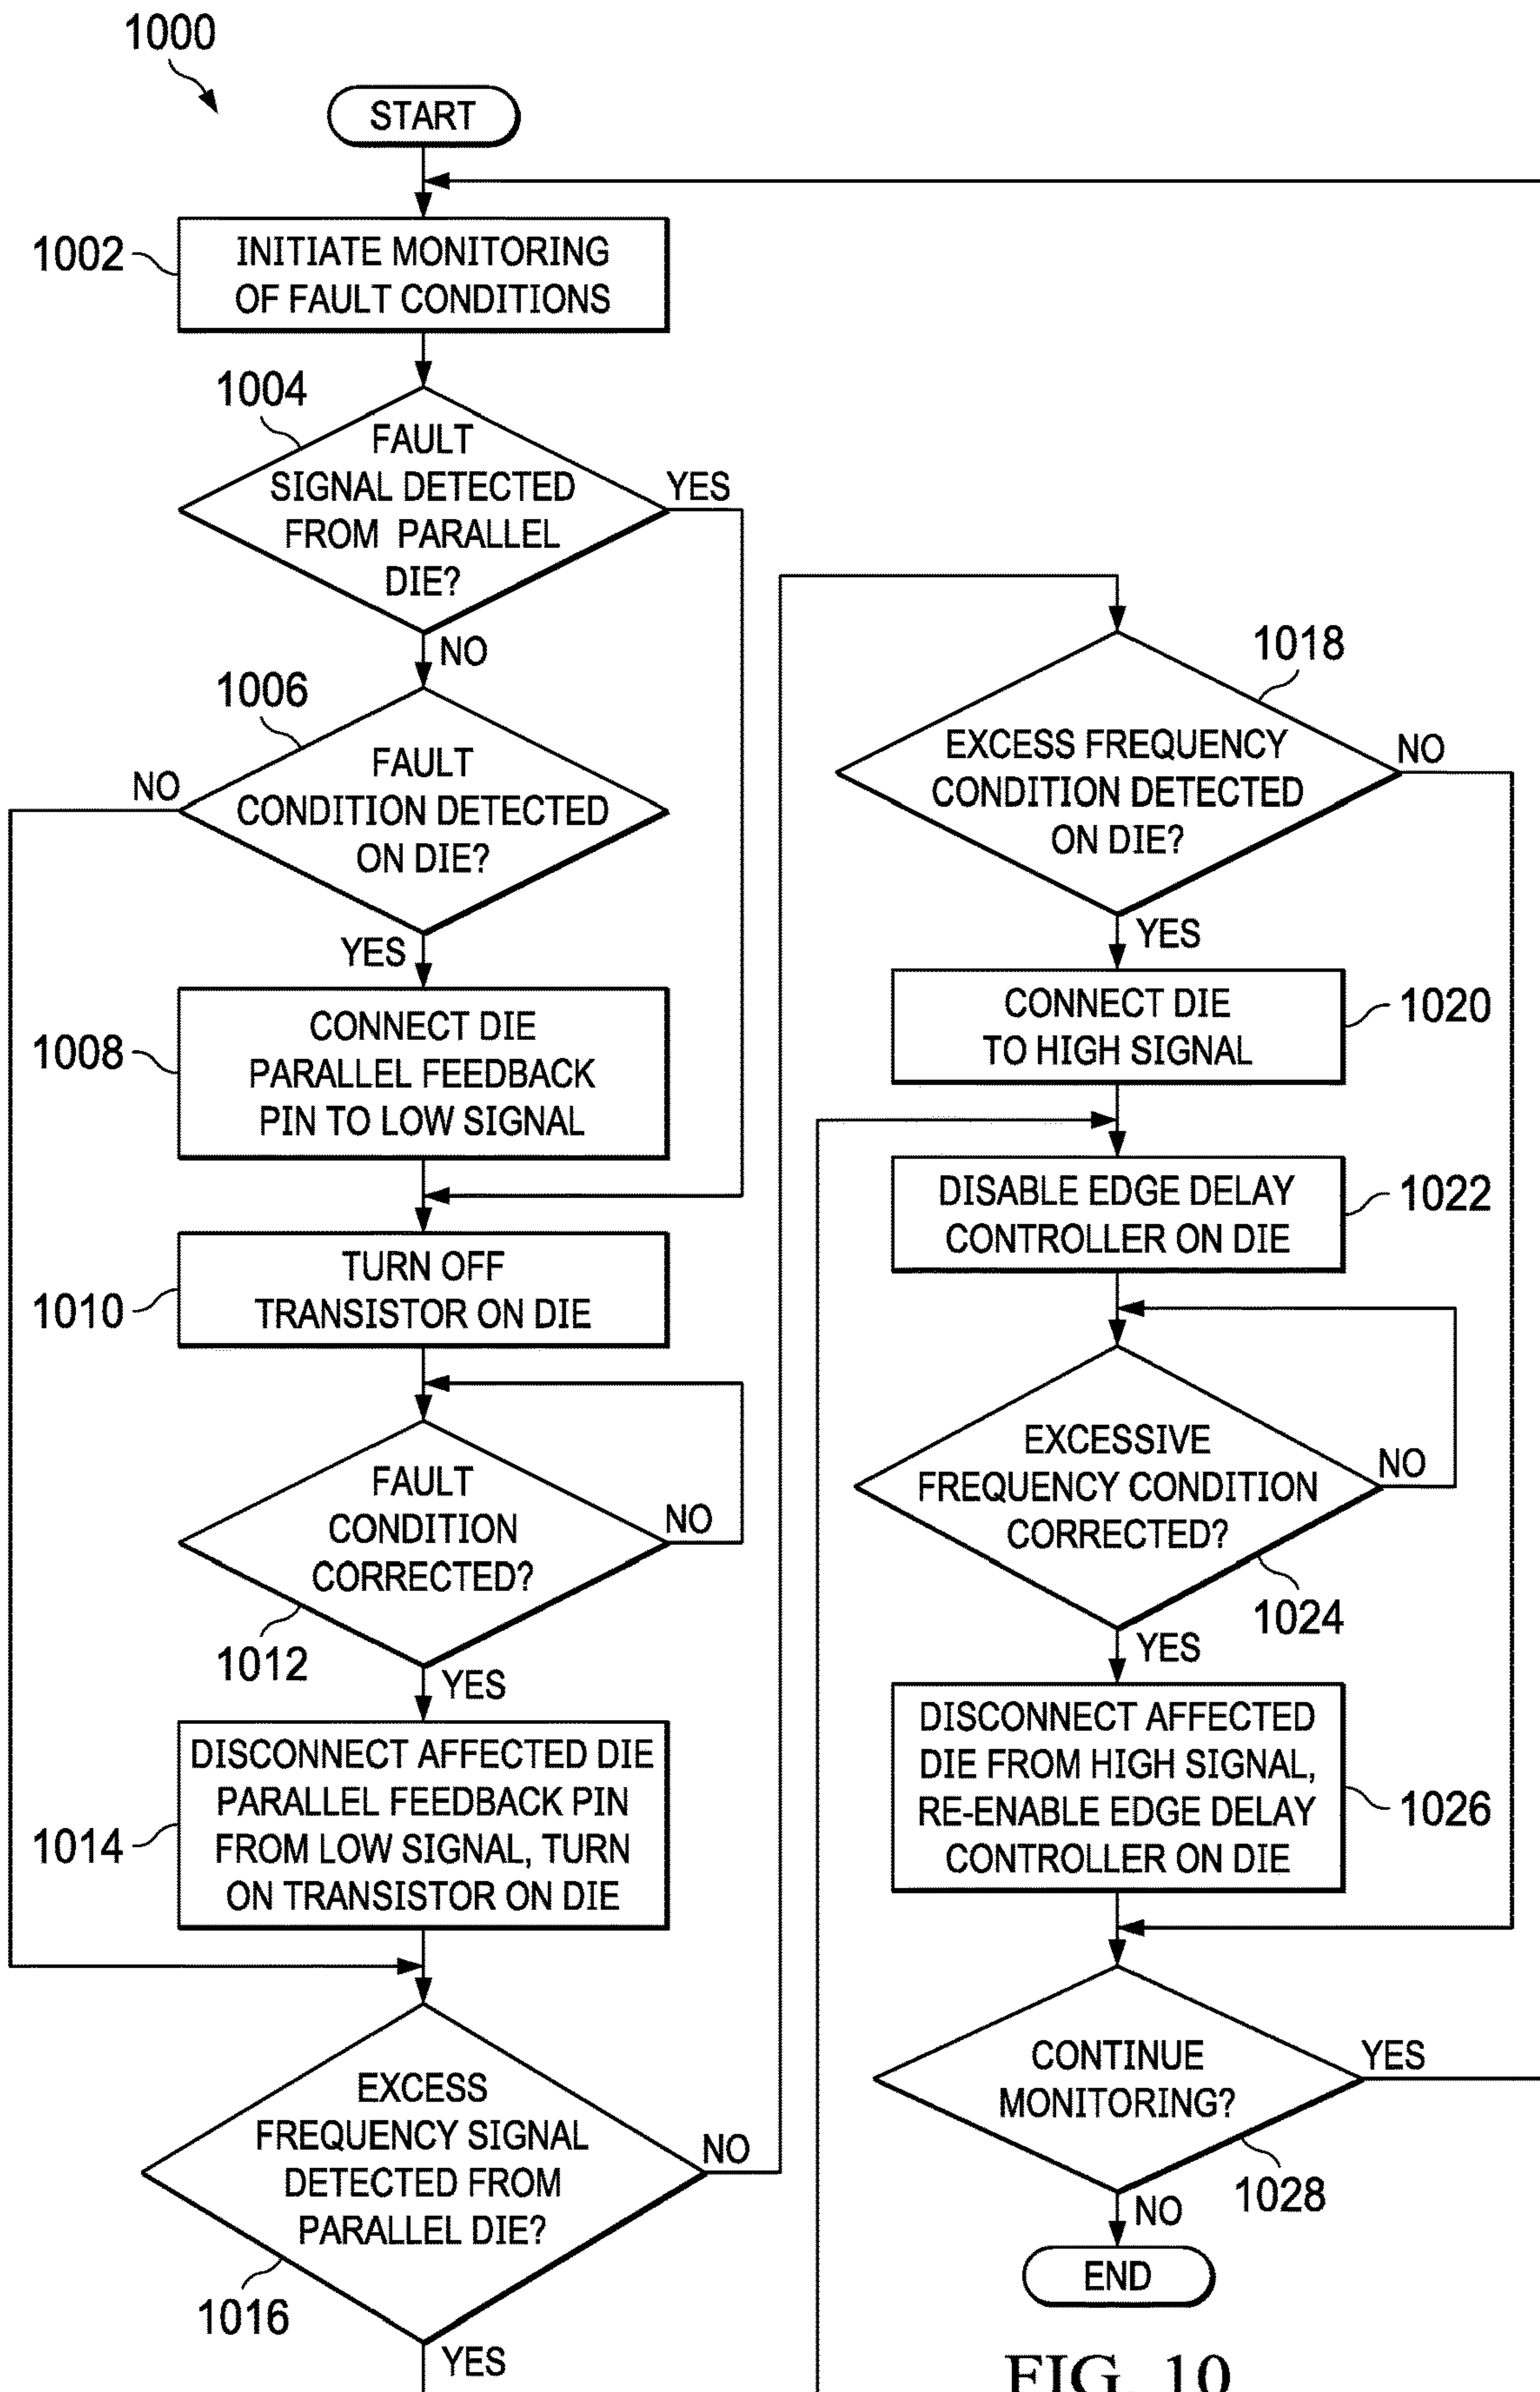 1000
START
1002
INITIATE MONITORING
OF FAULT CONDITIONS
1004
FAULT
SIGNAL DETECTED
FROM PARALLEL
DIE?
YES
NO
1006
FAULT
CONDITION DETECTED
ON DIE?
NO
YES
1008
CONNECT DIE
PARALLEL FEEDBACK
PIN TO LOW SIGNAL
1010
TURN OFF
TRANSISTOR ON DIE
FAULT
CONDITION
CORRECTED?
NO
1012
YES
1014
DISCONNECT AFFECTED DIE
PARALLEL FEEDBACK PIN
FROM LOW SIGNAL, TURN
ON TRANSISTOR ON DIE
EXCESS
FREQUENCY SIGNAL
DETECTED FROM
PARALLEL DIE?
NO
1016
YES
1018
EXCESS FREQUENCY
CONDITION DETECTED
ON DIE?
NO
YES
CONNECT DIE
TO HIGH SIGNAL
1020
DISABLE EDGE DELAY
CONTROLLER ON DIE
1022
EXCESSIVE
FREQUENCY CONDITION
CORRECTED?
NO
1024
YES
DISCONNECT AFFECTED
DIE FROM HIGH SIGNAL,
RE-ENABLE EDGE DELAY
CONTROLLER ON DIE
1026
CONTINUE
MONITORING?
YES
1028
NO
END
FIG. 10